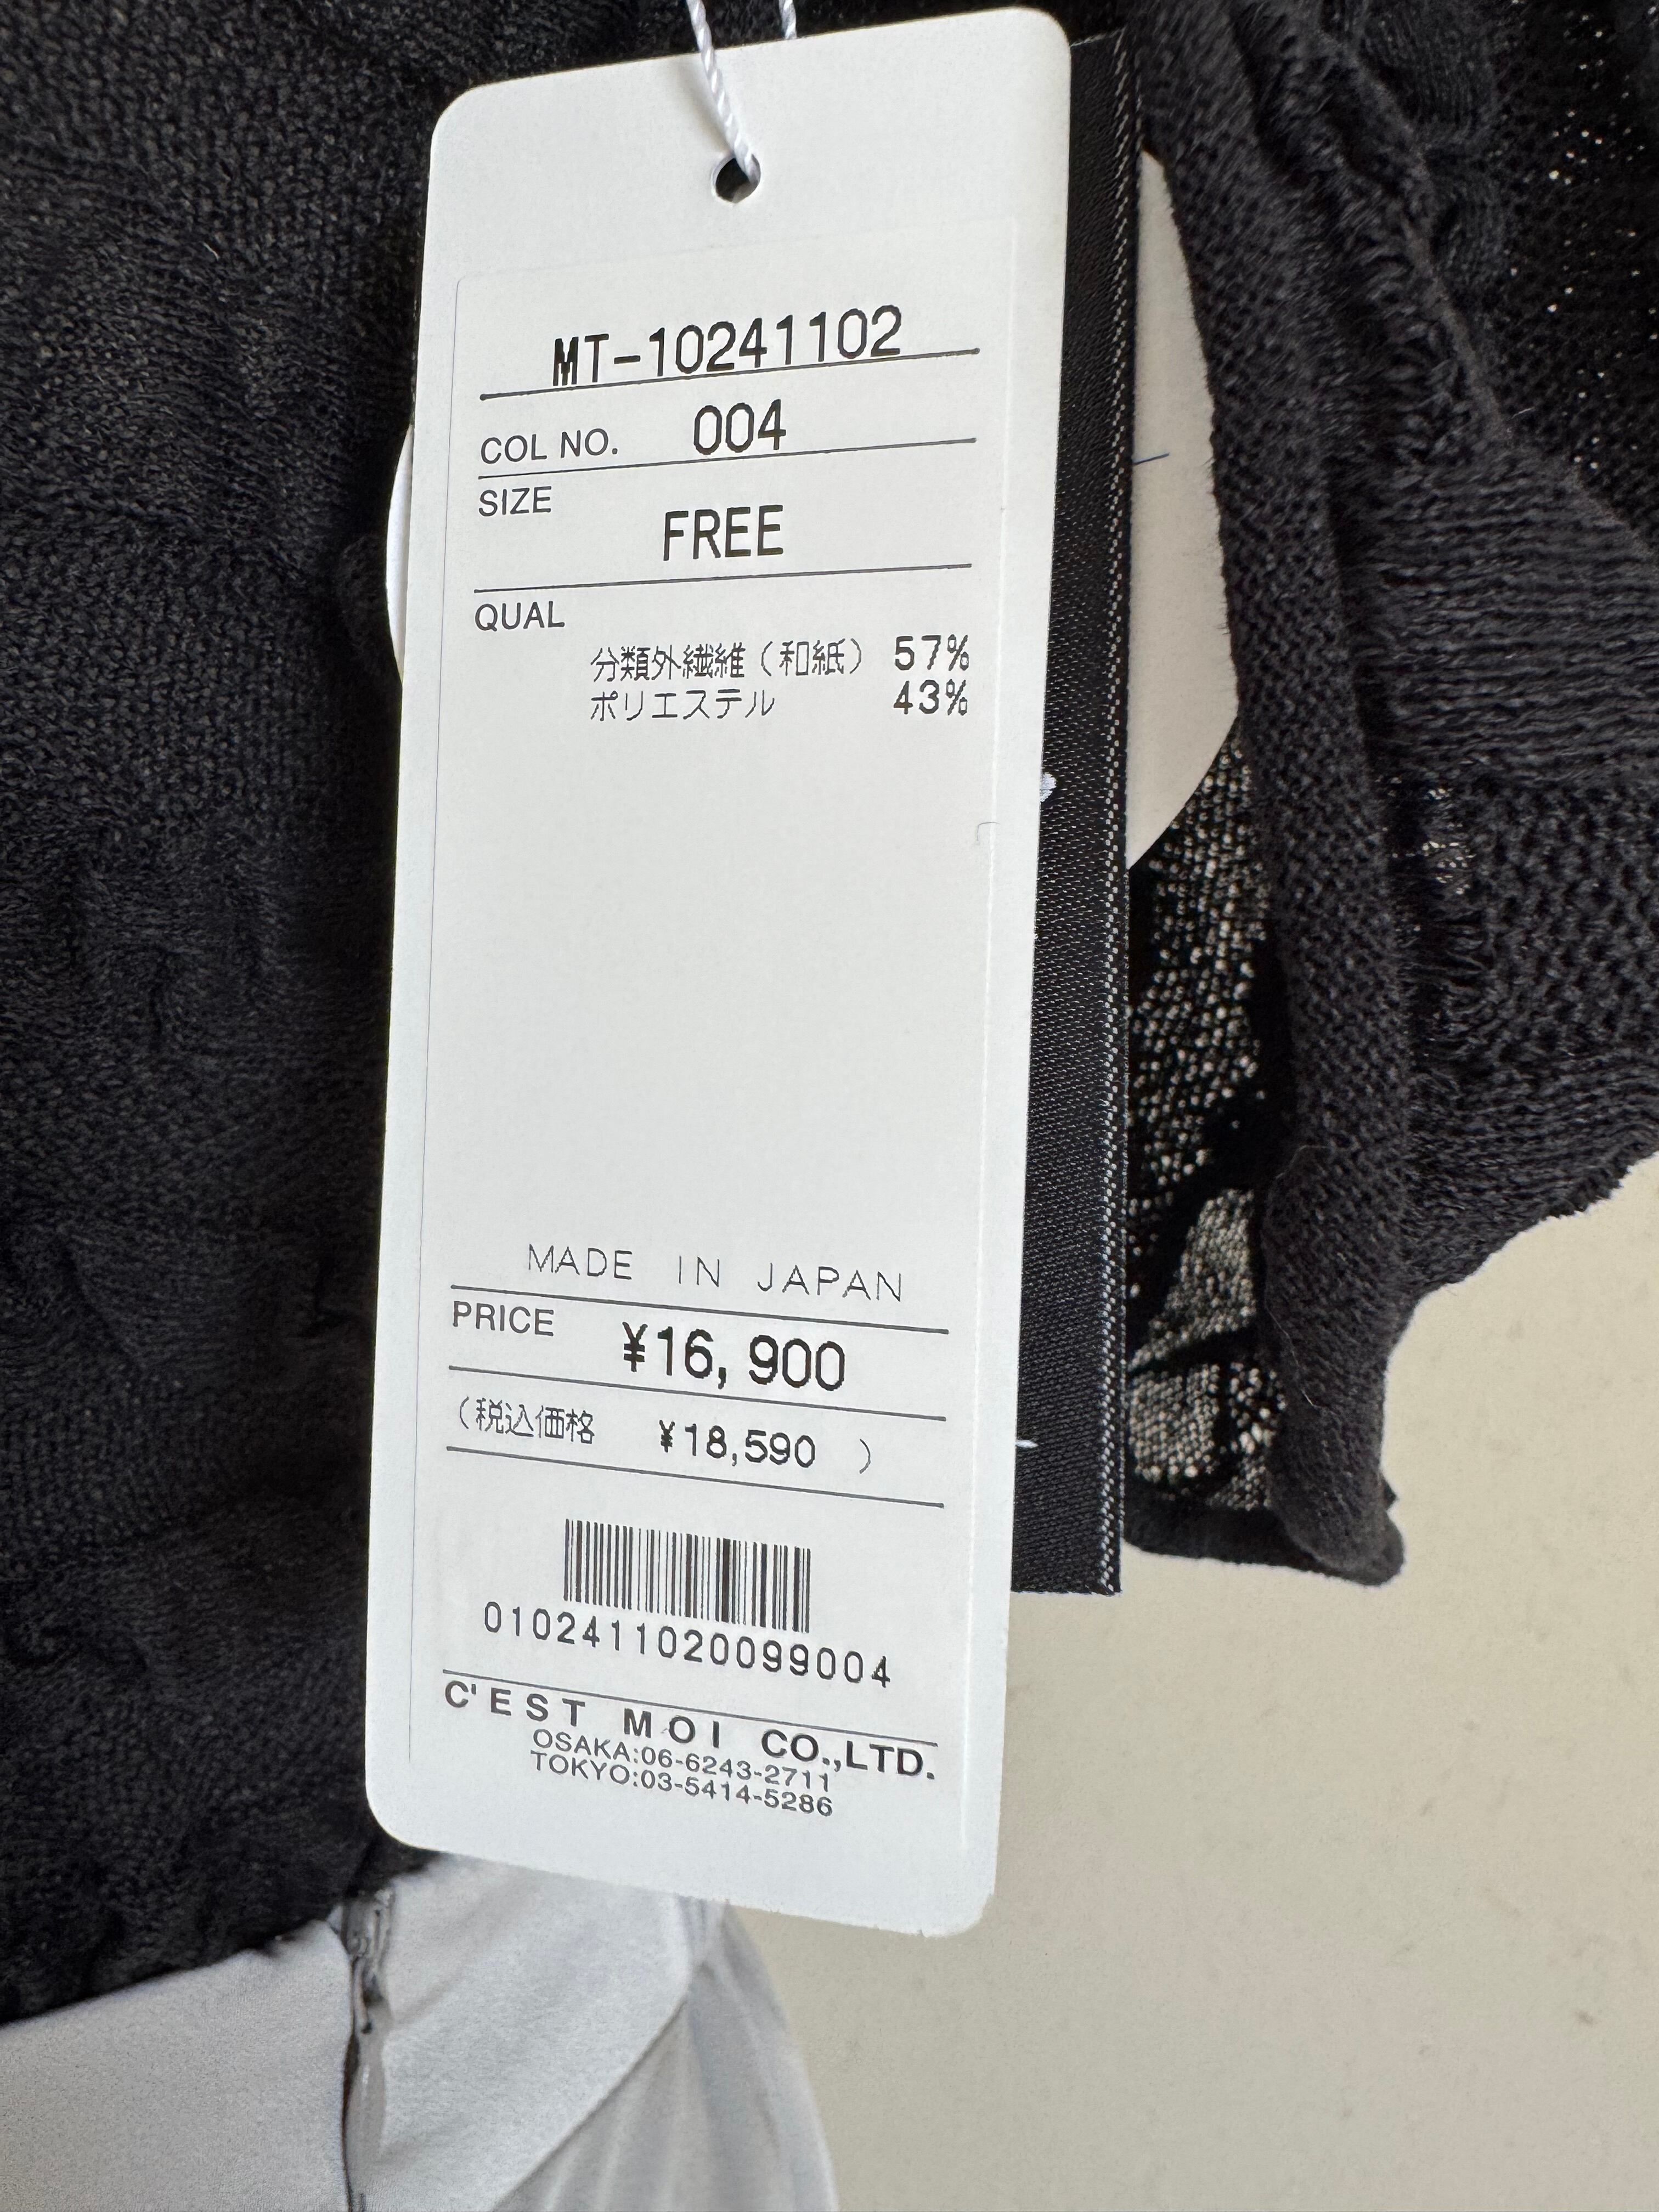 MT-10241102
COL NO. 004
SIZE
FREE
QUAL
分類外繊維（和紙） 57%
ポリエステル 43%
MADE IN JAPAN
PRICE ¥16,900
（税込価格 ¥18,590 ）
0102411020099004
C'EST MOI CO.,LTD.
OSAKA:06-6243-2711
TOKYO:03-5414-5286